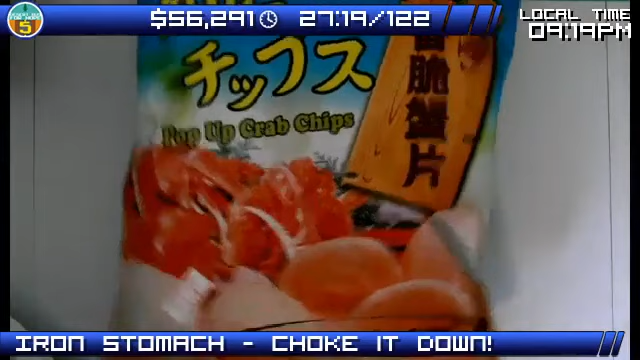 $56,291 27:19/122
LOCAL TIME
09:19PM
5
チップス
脆蟹片
Pop Up Crab Chips
IRON STOMACH - CHOKE IT DOWN!